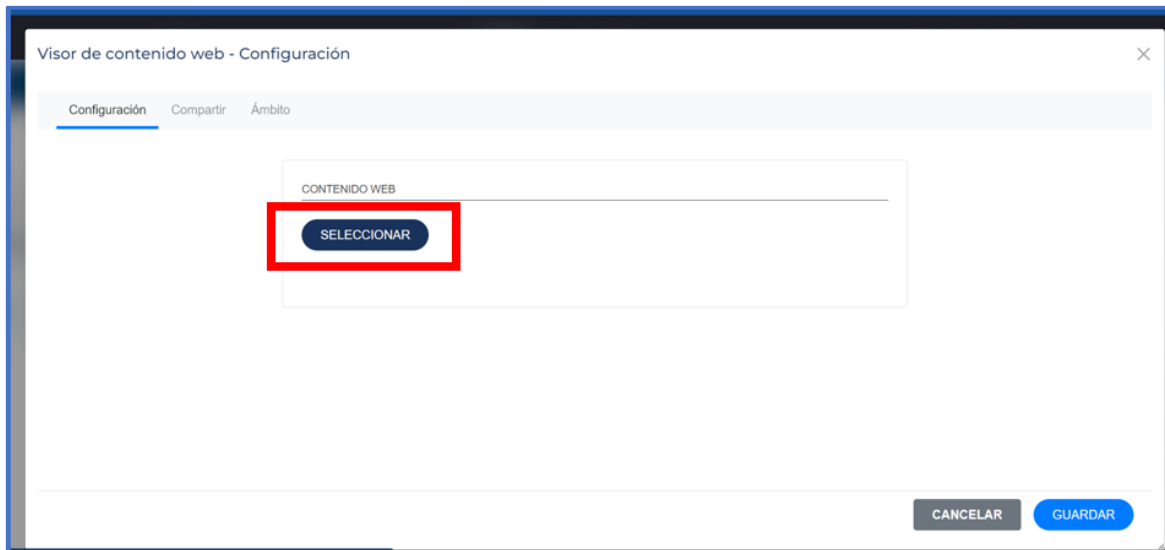 Visor de contenido web - Configuración
Configuración Compartir Ámbito
CONTENIDO WEB
SELECCIONAR
CANCELAR GUARDAR